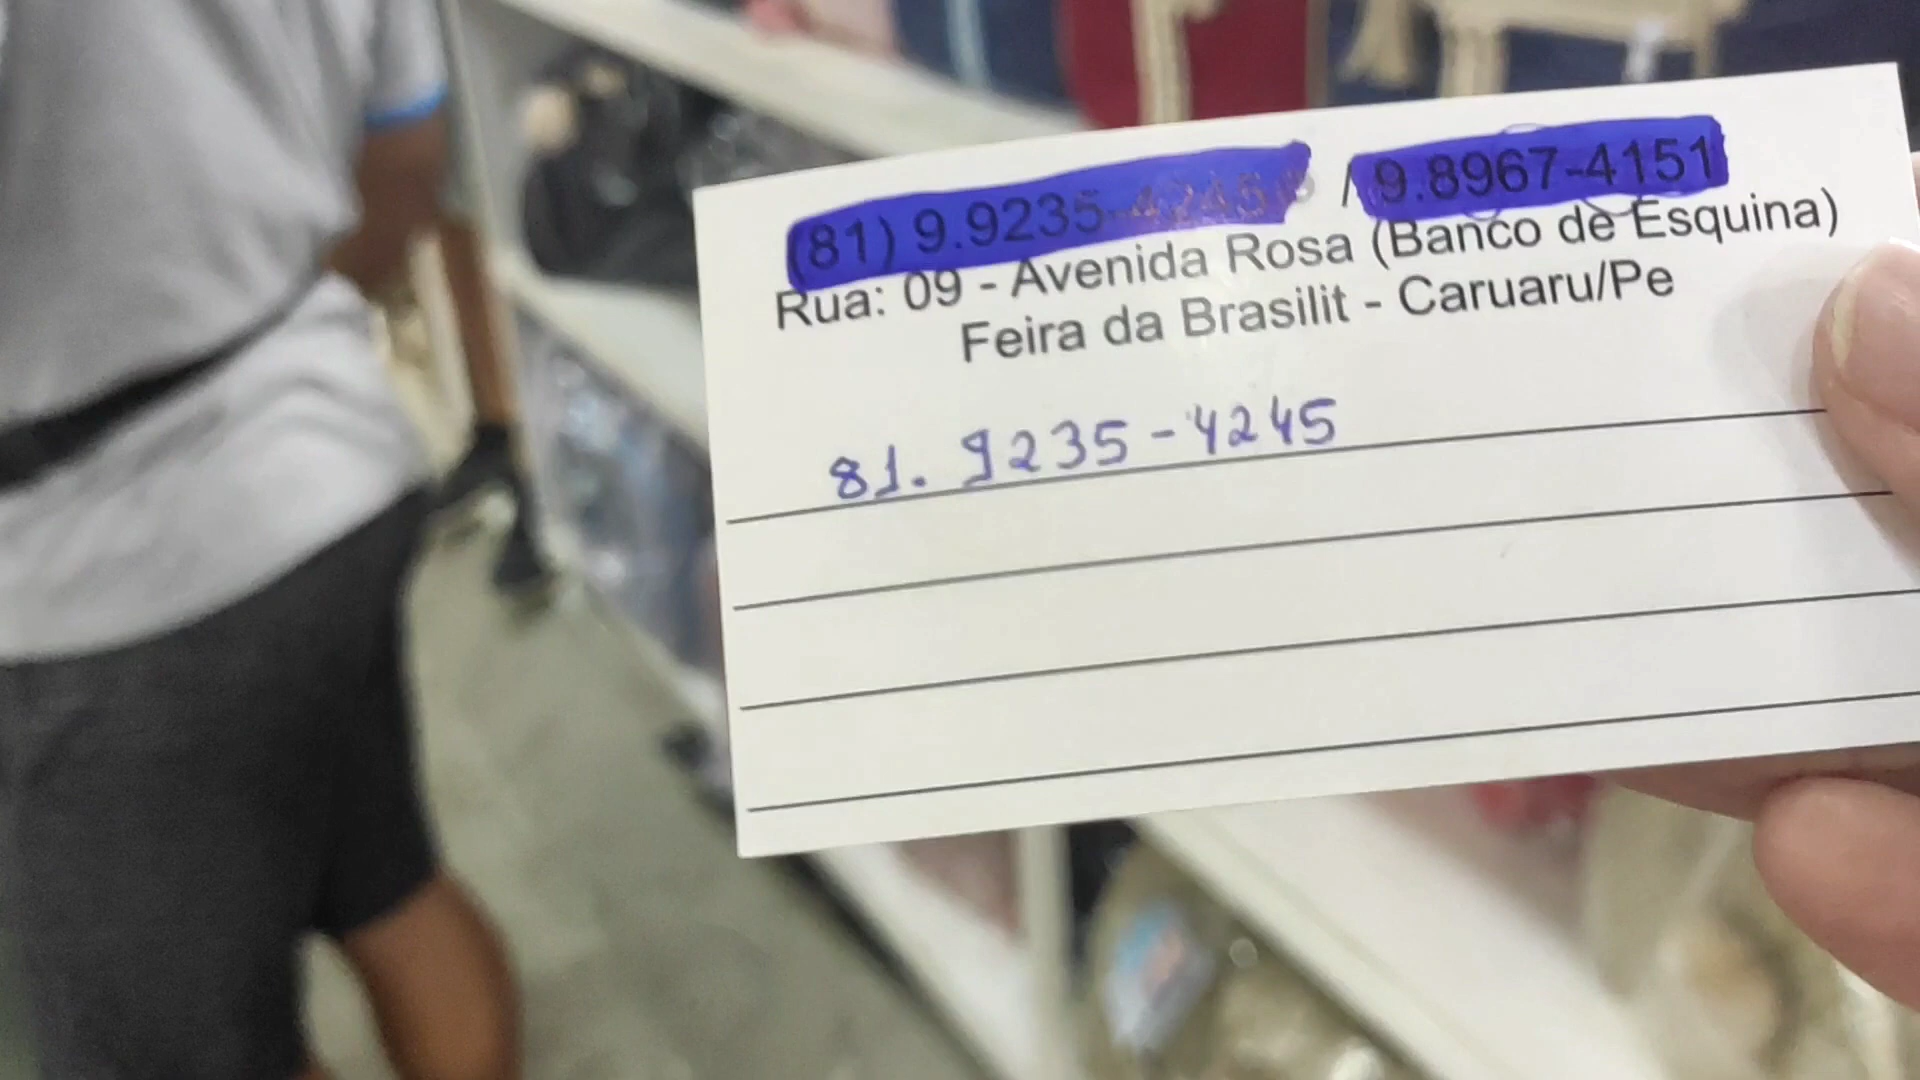 (81) 9.9235-4245 / 9.8967-4151
Rua: 09 - Avenida Rosa (Banco de Esquina)
Feira da Brasilit - Caruaru/Pe
81. 9235-4245